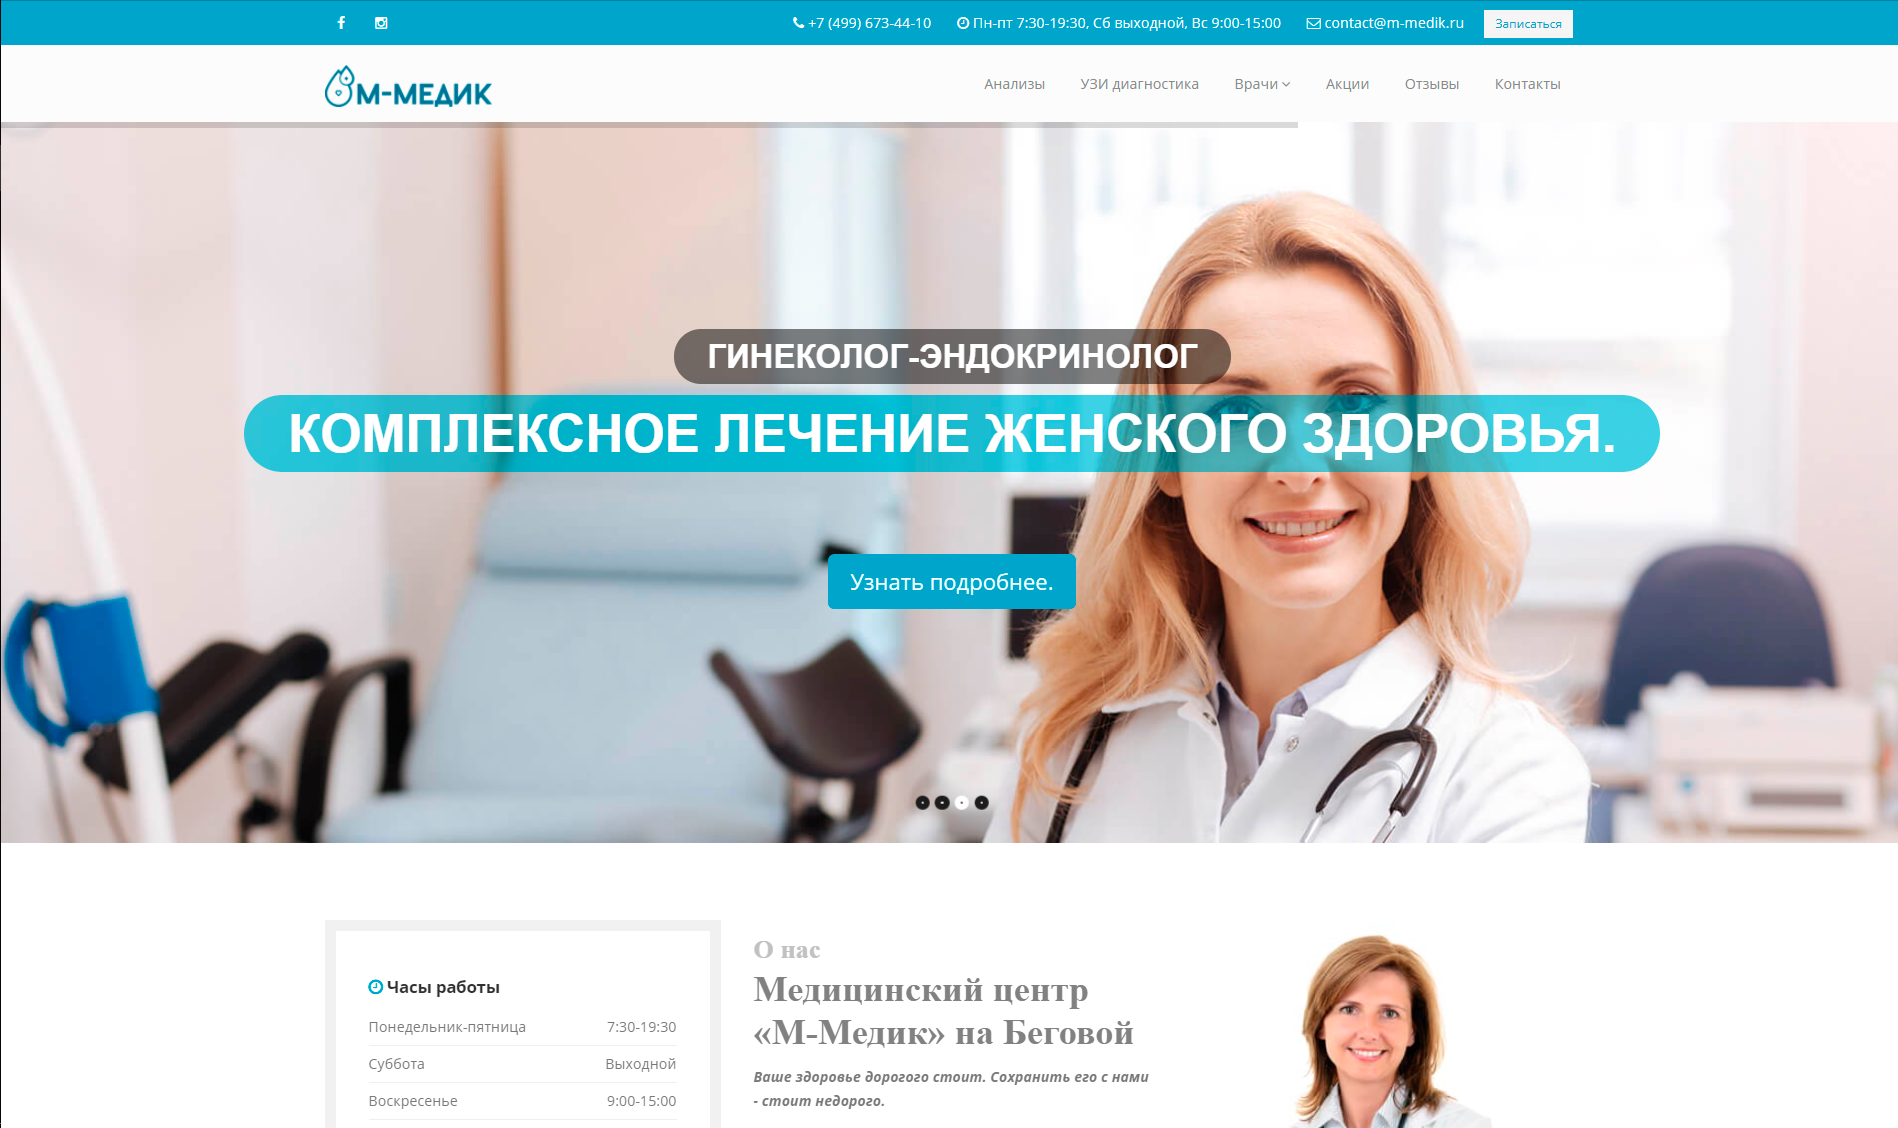 +7 (499) 673-44-10
Пн-пт 7:30-19:30, Сб выходной, Вс 9:00-15:00
contact@m-medik.ru
Записаться
М-МЕДИК
Анализы
УЗИ диагностика
Врачи
Акции
Отзывы
Контакты
ГИНЕКОЛОГ-ЭНДОКРИНОЛОГ
КОМПЛЕКСНОЕ ЛЕЧЕНИЕ ЖЕНСКОГО ЗДОРОВЬЯ.
Узнать подробнее.
Часы работы
Понедельник-пятница 7:30-19:30
Суббота Выходной
Воскресенье 9:00-15:00
О нас
Медицинский центр
«М-Медик» на Беговой
Ваше здоровье дорогого стоит. Сохранить его с нами
- стоит недорого.